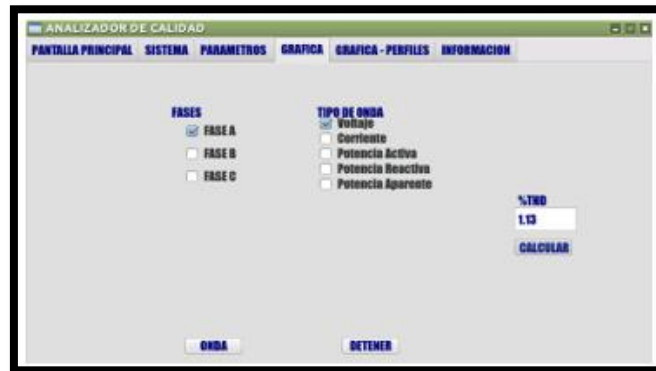 ANALIZADOR DE CALIDAD
PANTALLA PRINCIPAL SISTEMA PARAMETROS GRAFICA GRAFICA - PERFILES INFORMACION
FASES
FASE A
FASE B
FASE C
TIPO DE ONDA
Voltaje
Corriente
Potencia Activa
Potencia Reactiva
Potencia Aparente
%THD
1.13
CALCULAR
ONDA DETENER